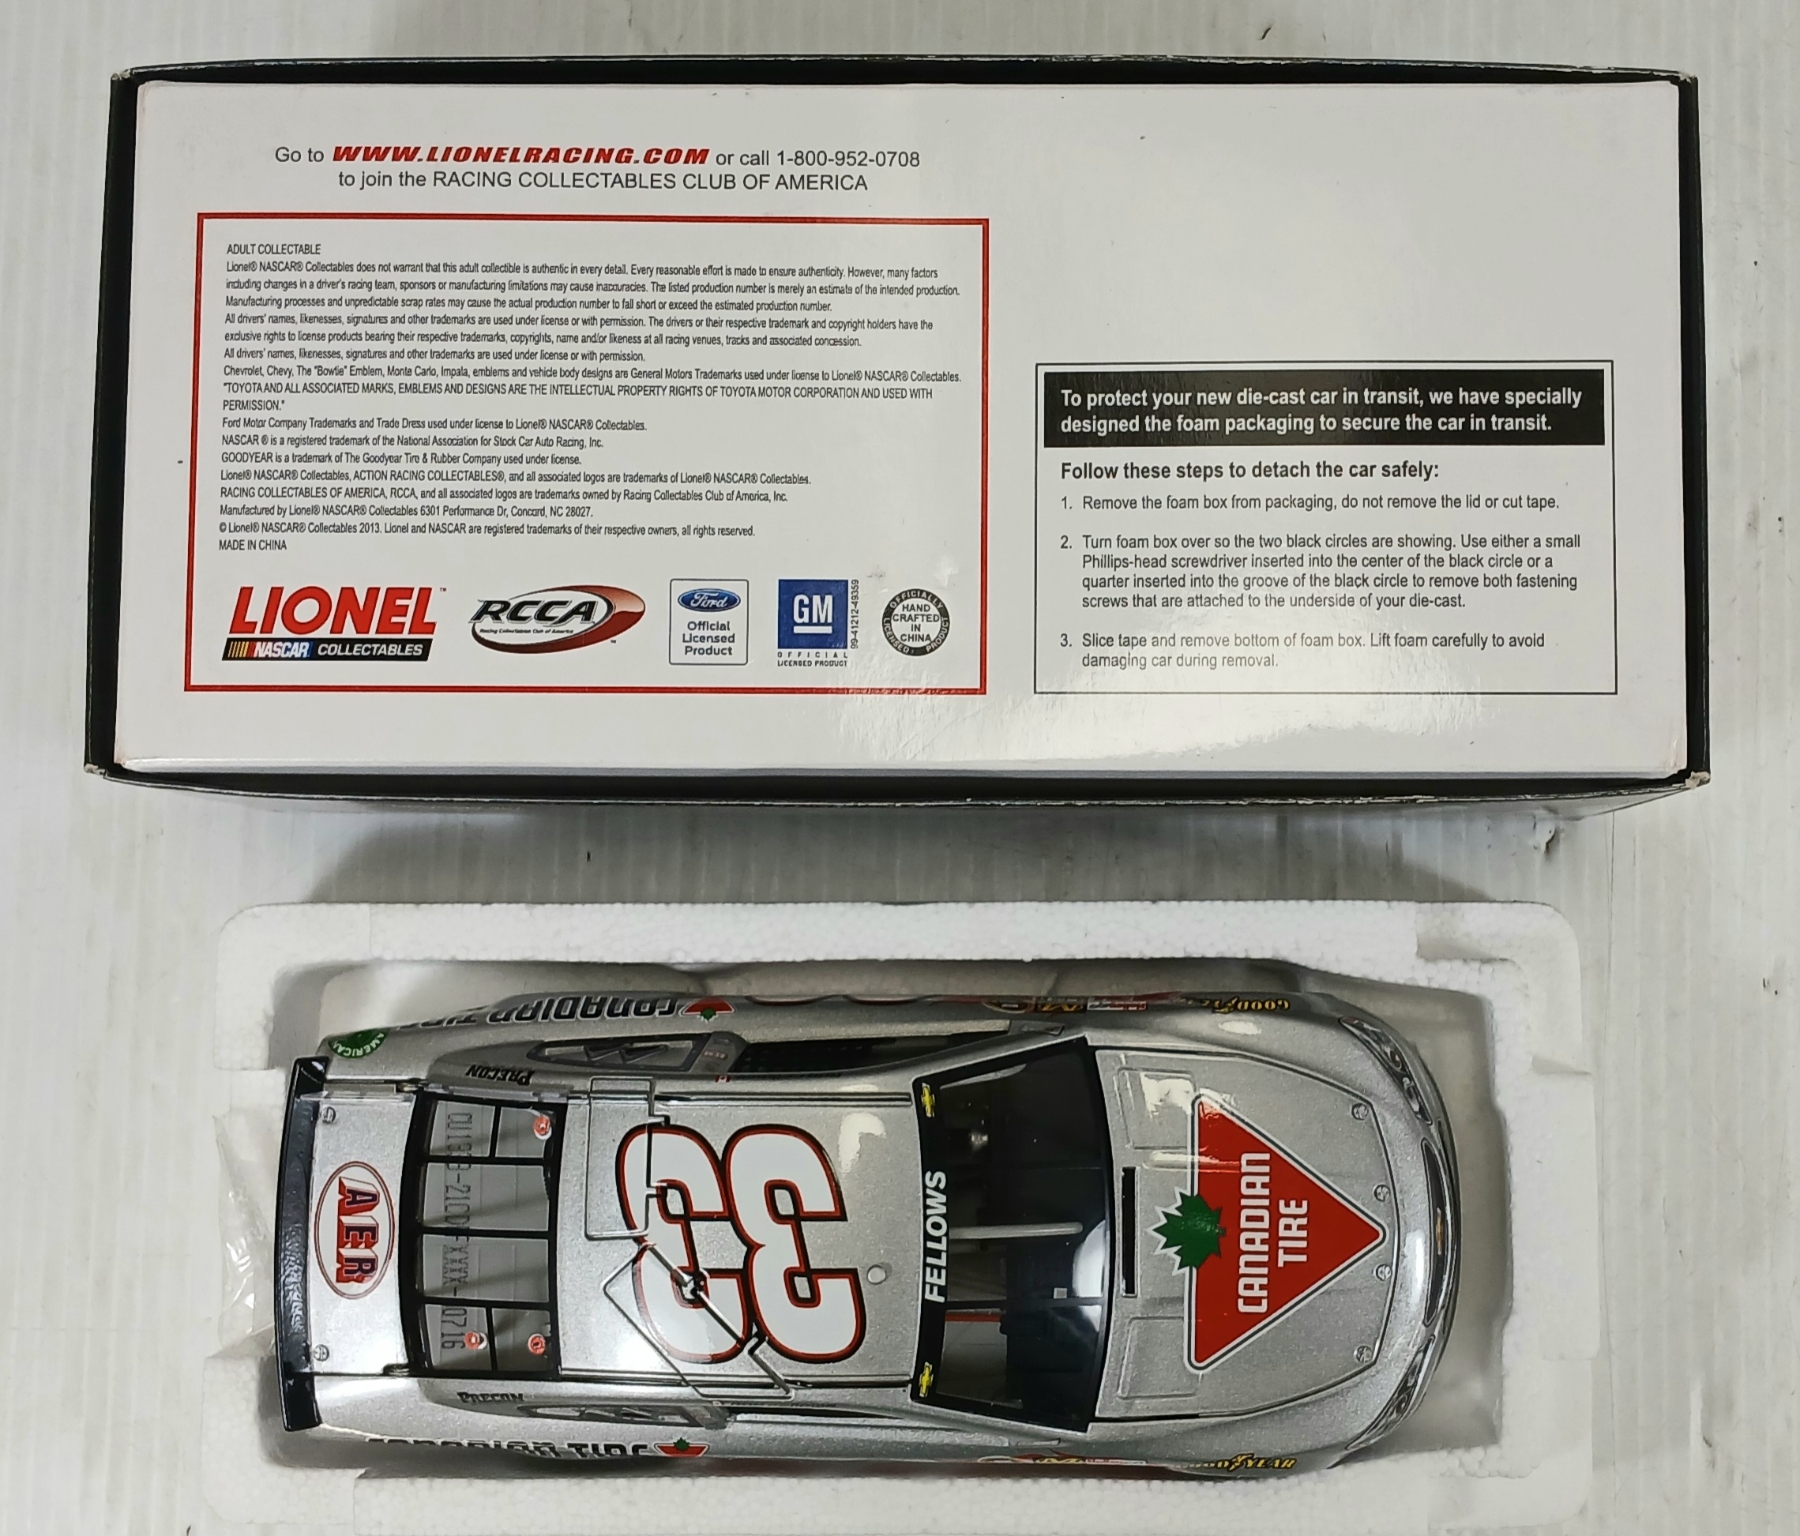 Go to WWW.LIONELRACING.COM or call 1-800-952-0708
to join the RACING COLLECTABLES CLUB OF AMERICA
ADULT COLLECTABLE
Lionel® NASCAR® Collectables does not warrant that this adult collectible is authentic in every detail. Every reasonable effort is made to ensure authenticity. However, many factors
including changes in a driver's racing team, sponsors or manufacturing limitations may cause inaccuracies. The listed production number is merely an estimate of the intended production.
Manufacturing processes and unpredictable scrap rates may cause the actual production number to fall short or exceed the estimated production number.
All drivers' names, likenesses, signatures and other trademarks are used under license or with permission. The drivers or their respective trademark and copyright holders have the
exclusive rights to license products bearing their respective trademarks, copyrights, name and/or likeness at all racing venues, tracks and associated concession.
All drivers' names, likenesses, signatures and other trademarks are used under license or with permission.
Chevrolet, Chevy, The "Bowtie" Emblem, Monte Carlo, Impala, emblems and vehicle body designs are General Motors Trademarks used under license to Lionel® NASCAR® Collectables.
"TOYOTA AND ALL ASSOCIATED MARKS, EMBLEMS AND DESIGNS ARE THE INTELLECTUAL PROPERTY RIGHTS OF TOYOTA MOTOR CORPORATION AND USED WITH
PERMISSION."
Ford Motor Company Trademarks and Trade Dress used under license to Lionel® NASCAR® Collectables.
NASCAR ® is a registered trademark of the National Association for Stock Car Auto Racing, Inc.
GOODYEAR is a trademark of The Goodyear Tire & Rubber Company used under license.
Lionel® NASCAR® Collectables, ACTION RACING COLLECTABLES®, and all associated logos are trademarks of Lionel® NASCAR® Collectables.
RACING COLLECTABLES OF AMERICA, RCCA, and all associated logos are trademarks owned by Racing Collectables Club of America, Inc.
Manufactured by Lionel® NASCAR® Collectables 6301 Performance Dr, Concord, NC 28027.
© Lionel® NASCAR® Collectables 2013. Lionel and NASCAR are registered trademarks of their respective owners, all rights reserved.
MADE IN CHINA
LIONEL™
NASCAR COLLECTABLES
RCCA
Racing Collectables Club of America
Ford
Official
Licensed
Product
GM
OFFICIAL
LICENSED PRODUCT
99-41212-49359
OFFICIALLY LICENSED PRODUCT
HAND
CRAFTED
IN
CHINA
To protect your new die-cast car in transit, we have specially
designed the foam packaging to secure the car in transit.
Follow these steps to detach the car safely:
1. Remove the foam box from packaging, do not remove the lid or cut tape.
2. Turn foam box over so the two black circles are showing. Use either a small
Phillips-head screwdriver inserted into the center of the black circle or a
quarter inserted into the groove of the black circle to remove both fastening
screws that are attached to the underside of your die-cast.
3. Slice tape and remove bottom of foam box. Lift foam carefully to avoid
damaging car during removal.
CANADIAN TIRE
GOODYEAR
AMERICAN
PRECON
AER
33
FELLOWS
CANADIAN
TIRE
PRECON
CANADIAN TIRE
GOODYEAR